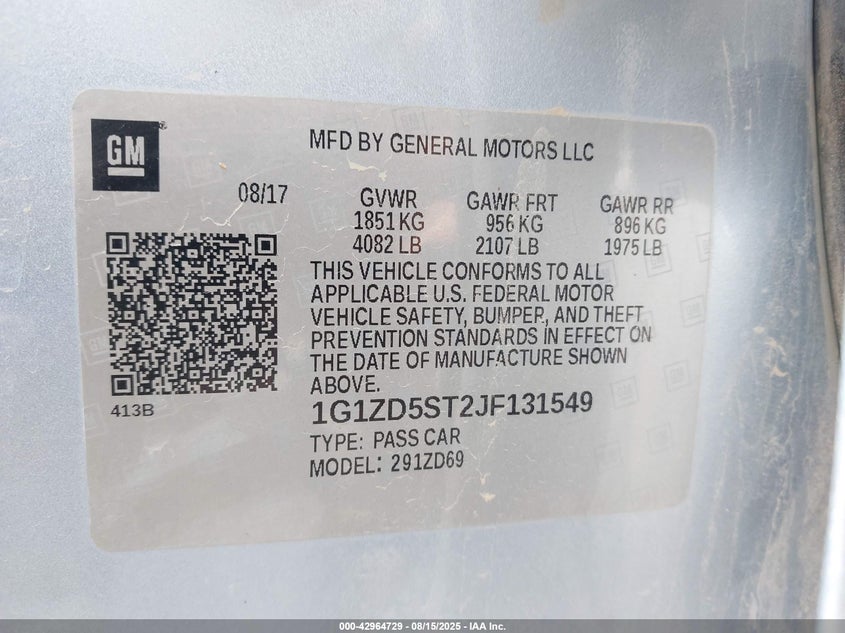 GM
MFD BY GENERAL MOTORS LLC
08/17
GVWR GAWR FRT GAWR RR
1851 KG 956 KG 896 KG
4082 LB 2107 LB 1975 LB
THIS VEHICLE CONFORMS TO ALL
APPLICABLE U.S. FEDERAL MOTOR
VEHICLE SAFETY, BUMPER, AND THEFT
PREVENTION STANDARDS IN EFFECT ON
THE DATE OF MANUFACTURE SHOWN
ABOVE.
413B
1G1ZD5ST2JF131549
TYPE: PASS CAR
MODEL: 291ZD69
000-42964729 - 08/15/2025 - IAA Inc.